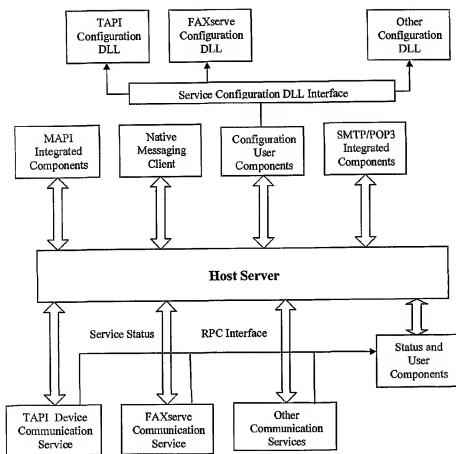 TAPI
Configuration
DLL
FAXserve
Configuration
DLL
Other
Configuration
DLL
Service Configuration DLL Interface
MAPI
Integrated
Components
Native
Messaging
Client
Configuration
User
Components
SMTP/POP3
Integrated
Components
Host Server
Service Status
RPC Interface
Status and
User
Components
TAPI Device
Communication
Service
FAXserve
Communication
Service
Other
Communication
Services